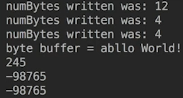 numBytes written was: 12
numBytes written was: 4
numBytes written was: 4
byte buffer = abllo World!
245
-98765
-98765